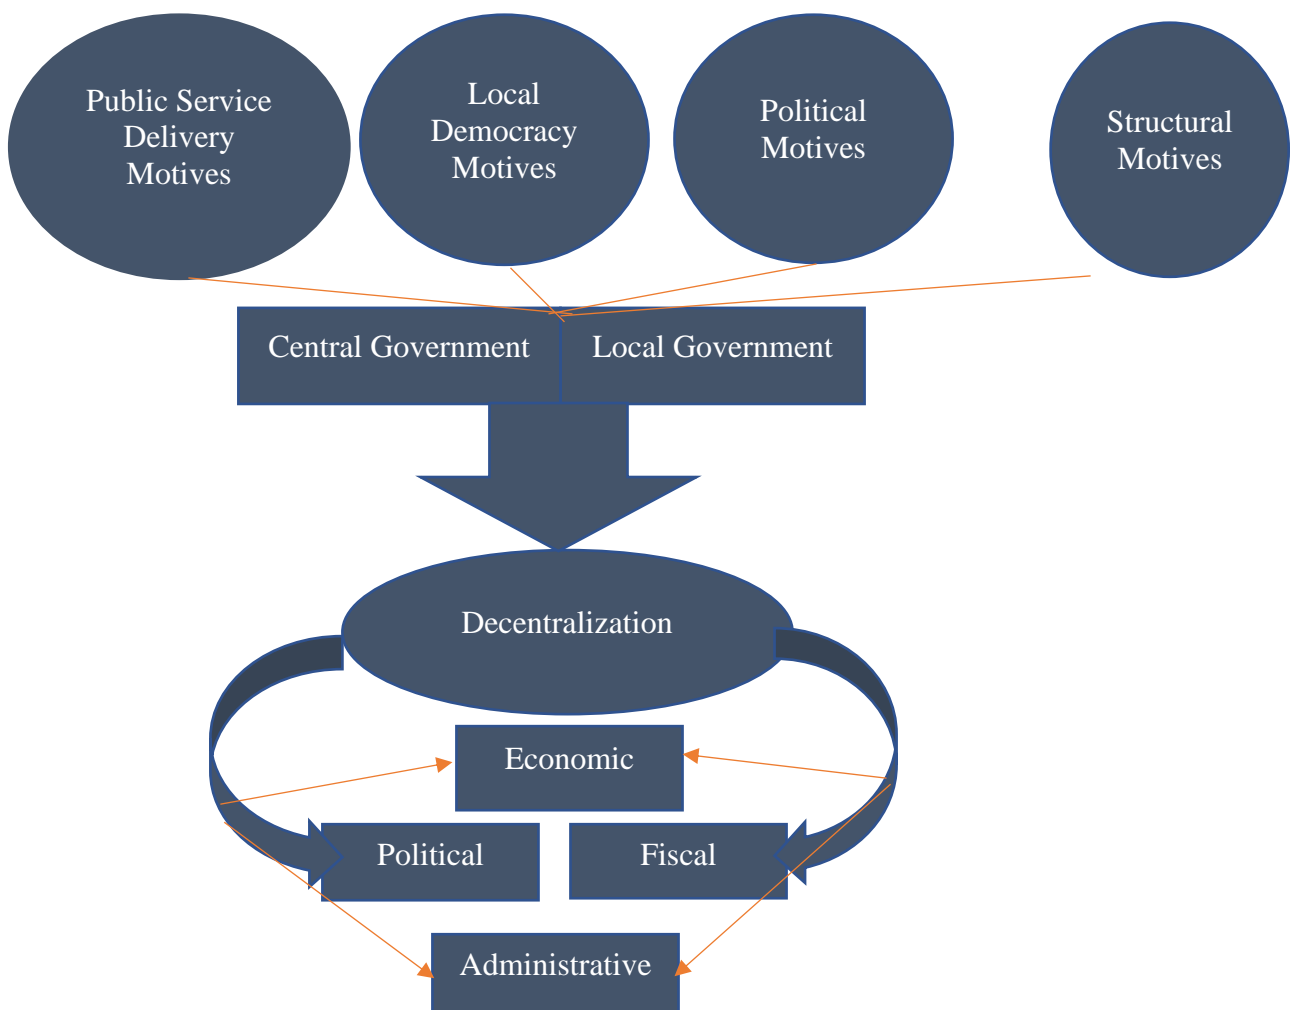 Public Service
Delivery
Motives
Local
Democracy
Motives
Political
Motives
Structural
Motives
Central Government
Local Government
Decentralization
Economic
Political
Fiscal
Administrative